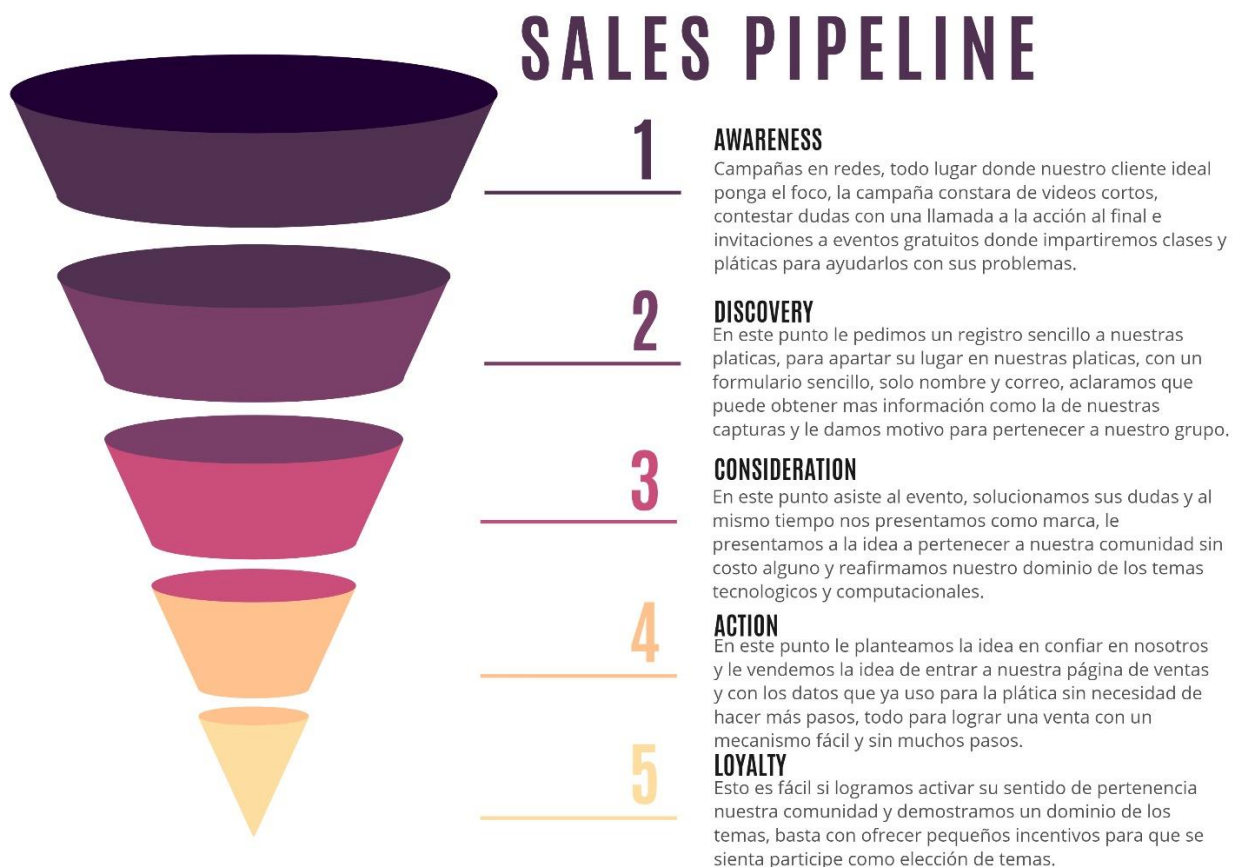 SALES PIPELINE
1
AWARENESS
Campañas en redes, todo lugar donde nuestro cliente ideal
ponga el foco, la campaña constara de videos cortos,
contestar dudas con una llamada a la acción al final e
invitaciones a eventos gratuitos donde impartiremos clases y
pláticas para ayudarlos con sus problemas.
2
DISCOVERY
En este punto le pedimos un registro sencillo a nuestras
platicas, para apartar su lugar en nuestras platicas, con un
formulario sencillo, solo nombre y correo, aclaramos que
puede obtener mas información como la de nuestras
capturas y le damos motivo para pertenecer a nuestro grupo.
3
CONSIDERATION
En este punto asiste al evento, solucionamos sus dudas y al
mismo tiempo nos presentamos como marca, le
presentamos a la idea a pertenecer a nuestra comunidad sin
costo alguno y reafirmamos nuestro dominio de los temas
tecnologicos y computacionales.
4
ACTION
En este punto le planteamos la idea en confiar en nosotros
y le vendemos la idea de entrar a nuestra página de ventas
y con los datos que ya uso para la plática sin necesidad de
hacer más pasos, todo para lograr una venta con un
mecanismo fácil y sin muchos pasos.
5
LOYALTY
Esto es fácil si logramos activar su sentido de pertenencia
nuestra comunidad y demostramos un dominio de los
temas, basta con ofrecer pequeños incentivos para que se
sienta participe como elección de temas.